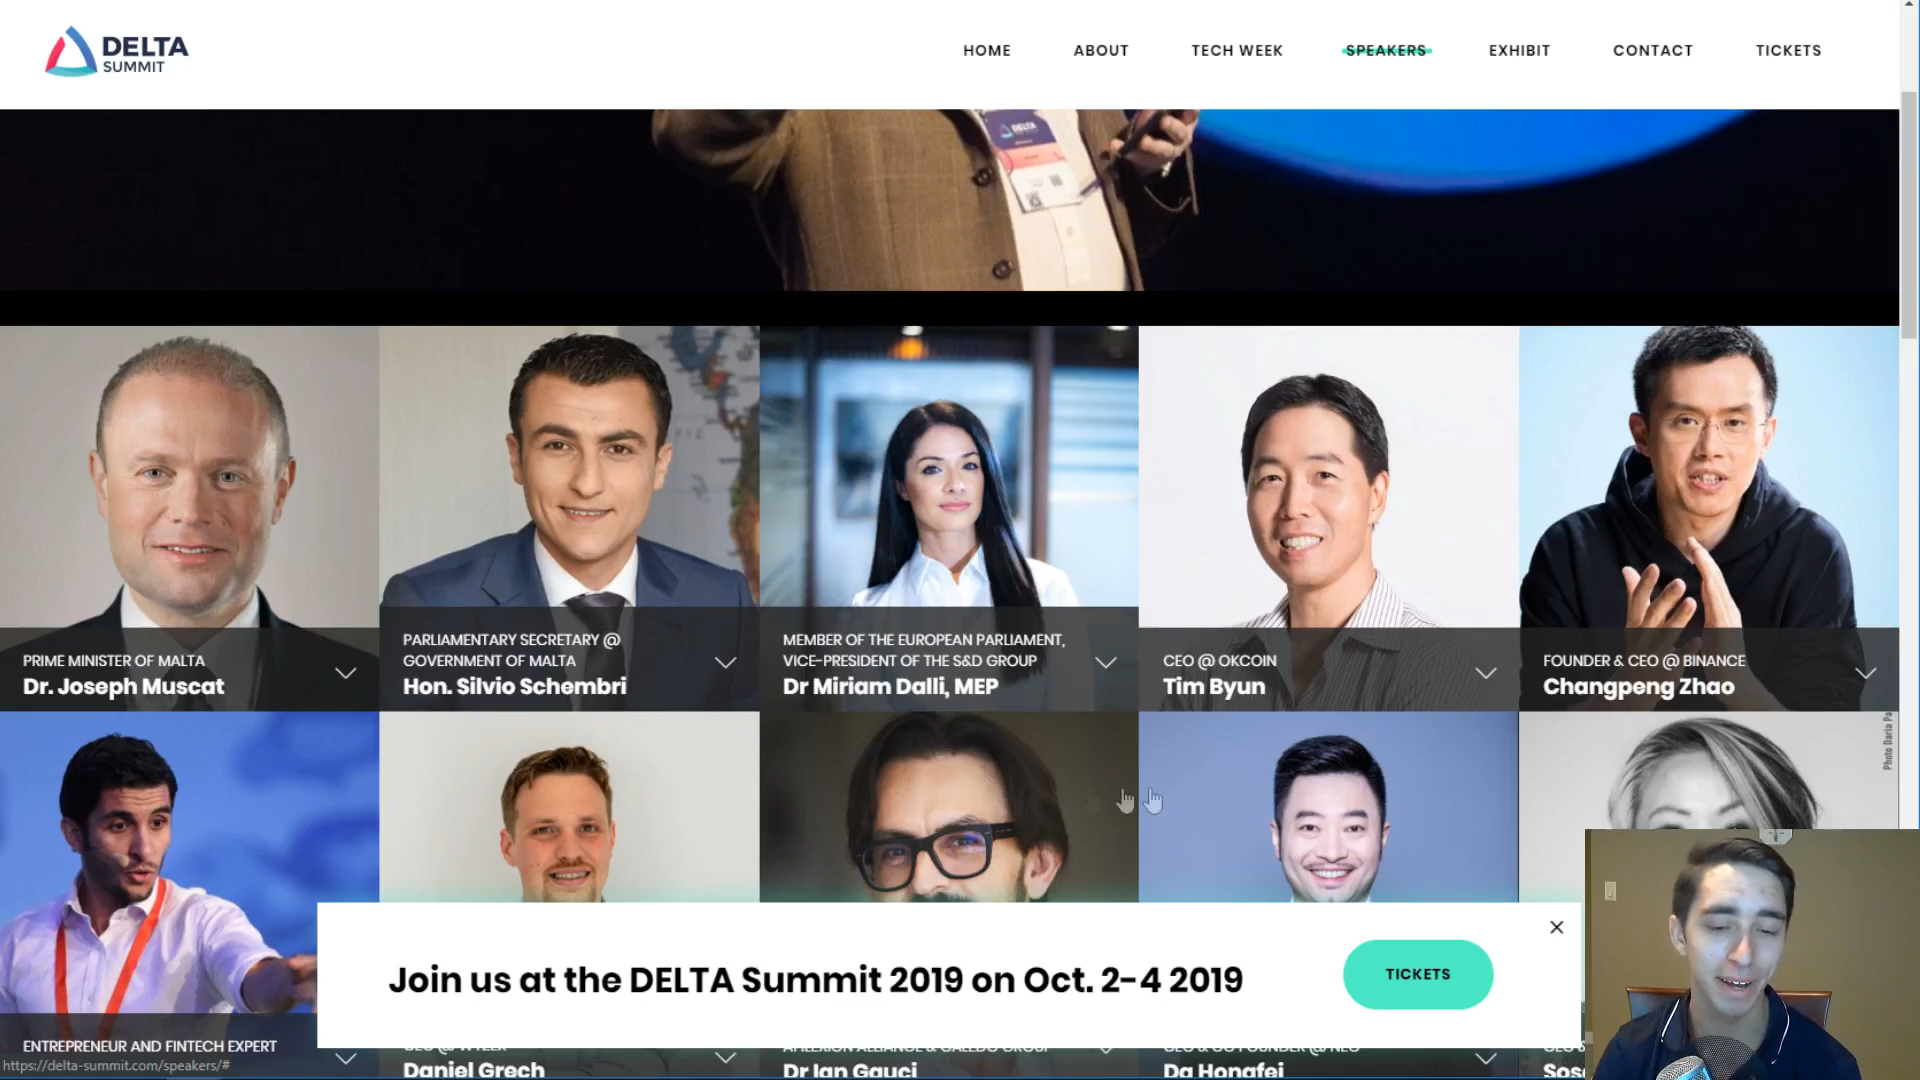 DELTA
SUMMIT
HOME
ABOUT
TECH WEEK
SPEAKERS
EXHIBIT
CONTACT
TICKETS
DELTA
PRIME MINISTER OF MALTA
Dr. Joseph Muscat
PARLIAMENTARY SECRETARY @
GOVERNMENT OF MALTA
Hon. Silvio Schembri
MEMBER OF THE EUROPEAN PARLIAMENT,
VICE-PRESIDENT OF THE S&D GROUP
Dr Miriam Dalli, MEP
CEO @ OKCOIN
Tim Byun
FOUNDER & CEO @ BINANCE
Changpeng Zhao
Photo Daria Pa
Join us at the DELTA Summit 2019 on Oct. 2-4 2019
TICKETS
ENTREPRENEUR AND FINTECH EXPERT
Daniel Grech
Dr Ian Gauci
Da Hongfei
https://delta-summit.com/speakers/#